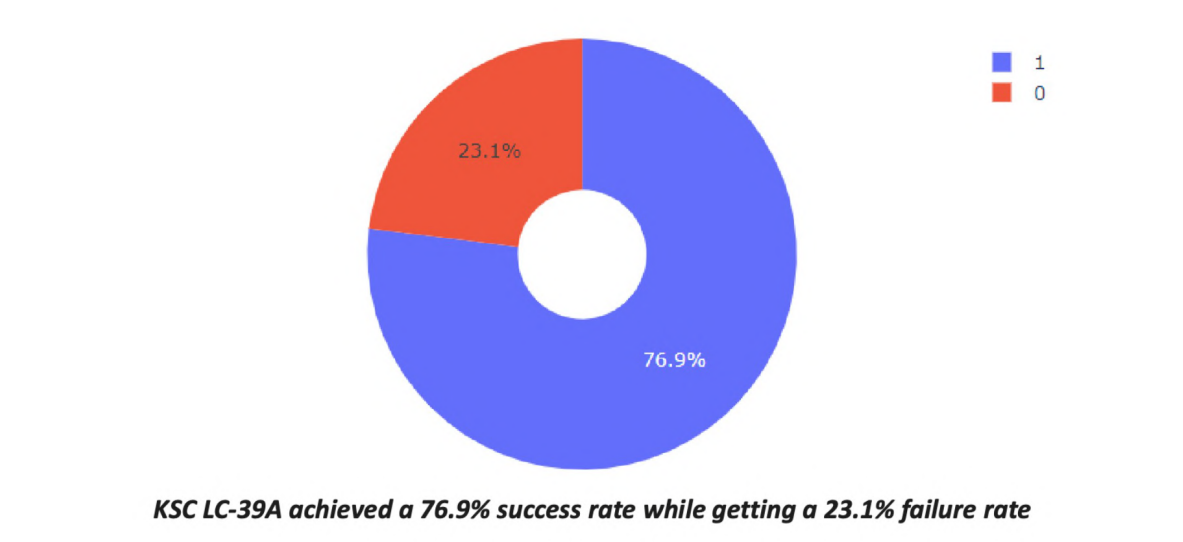 1
0
23.1%
76.9%
KSC LC-39A achieved a 76.9% success rate while getting a 23.1% failure rate